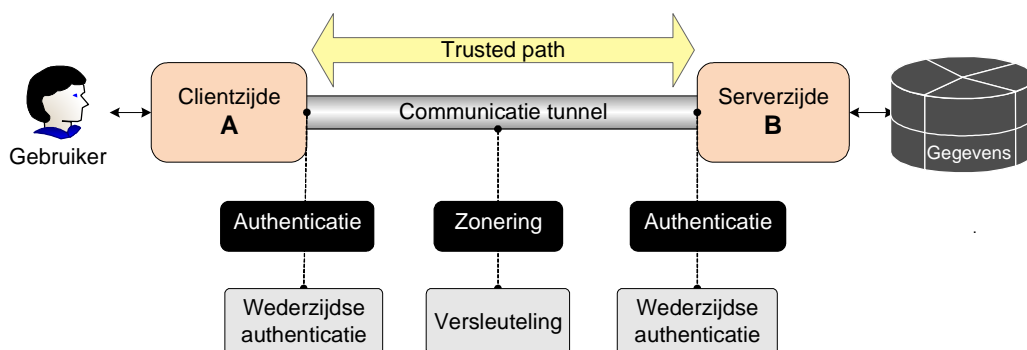 Trusted path
Clientzijde
A
Communicatie tunnel
Serverzijde
B
Gebruiker
Gegevens
Authenticatie
Zonering
Authenticatie
Wederzijdse
authenticatie
Versleuteling
Wederzijdse
authenticatie